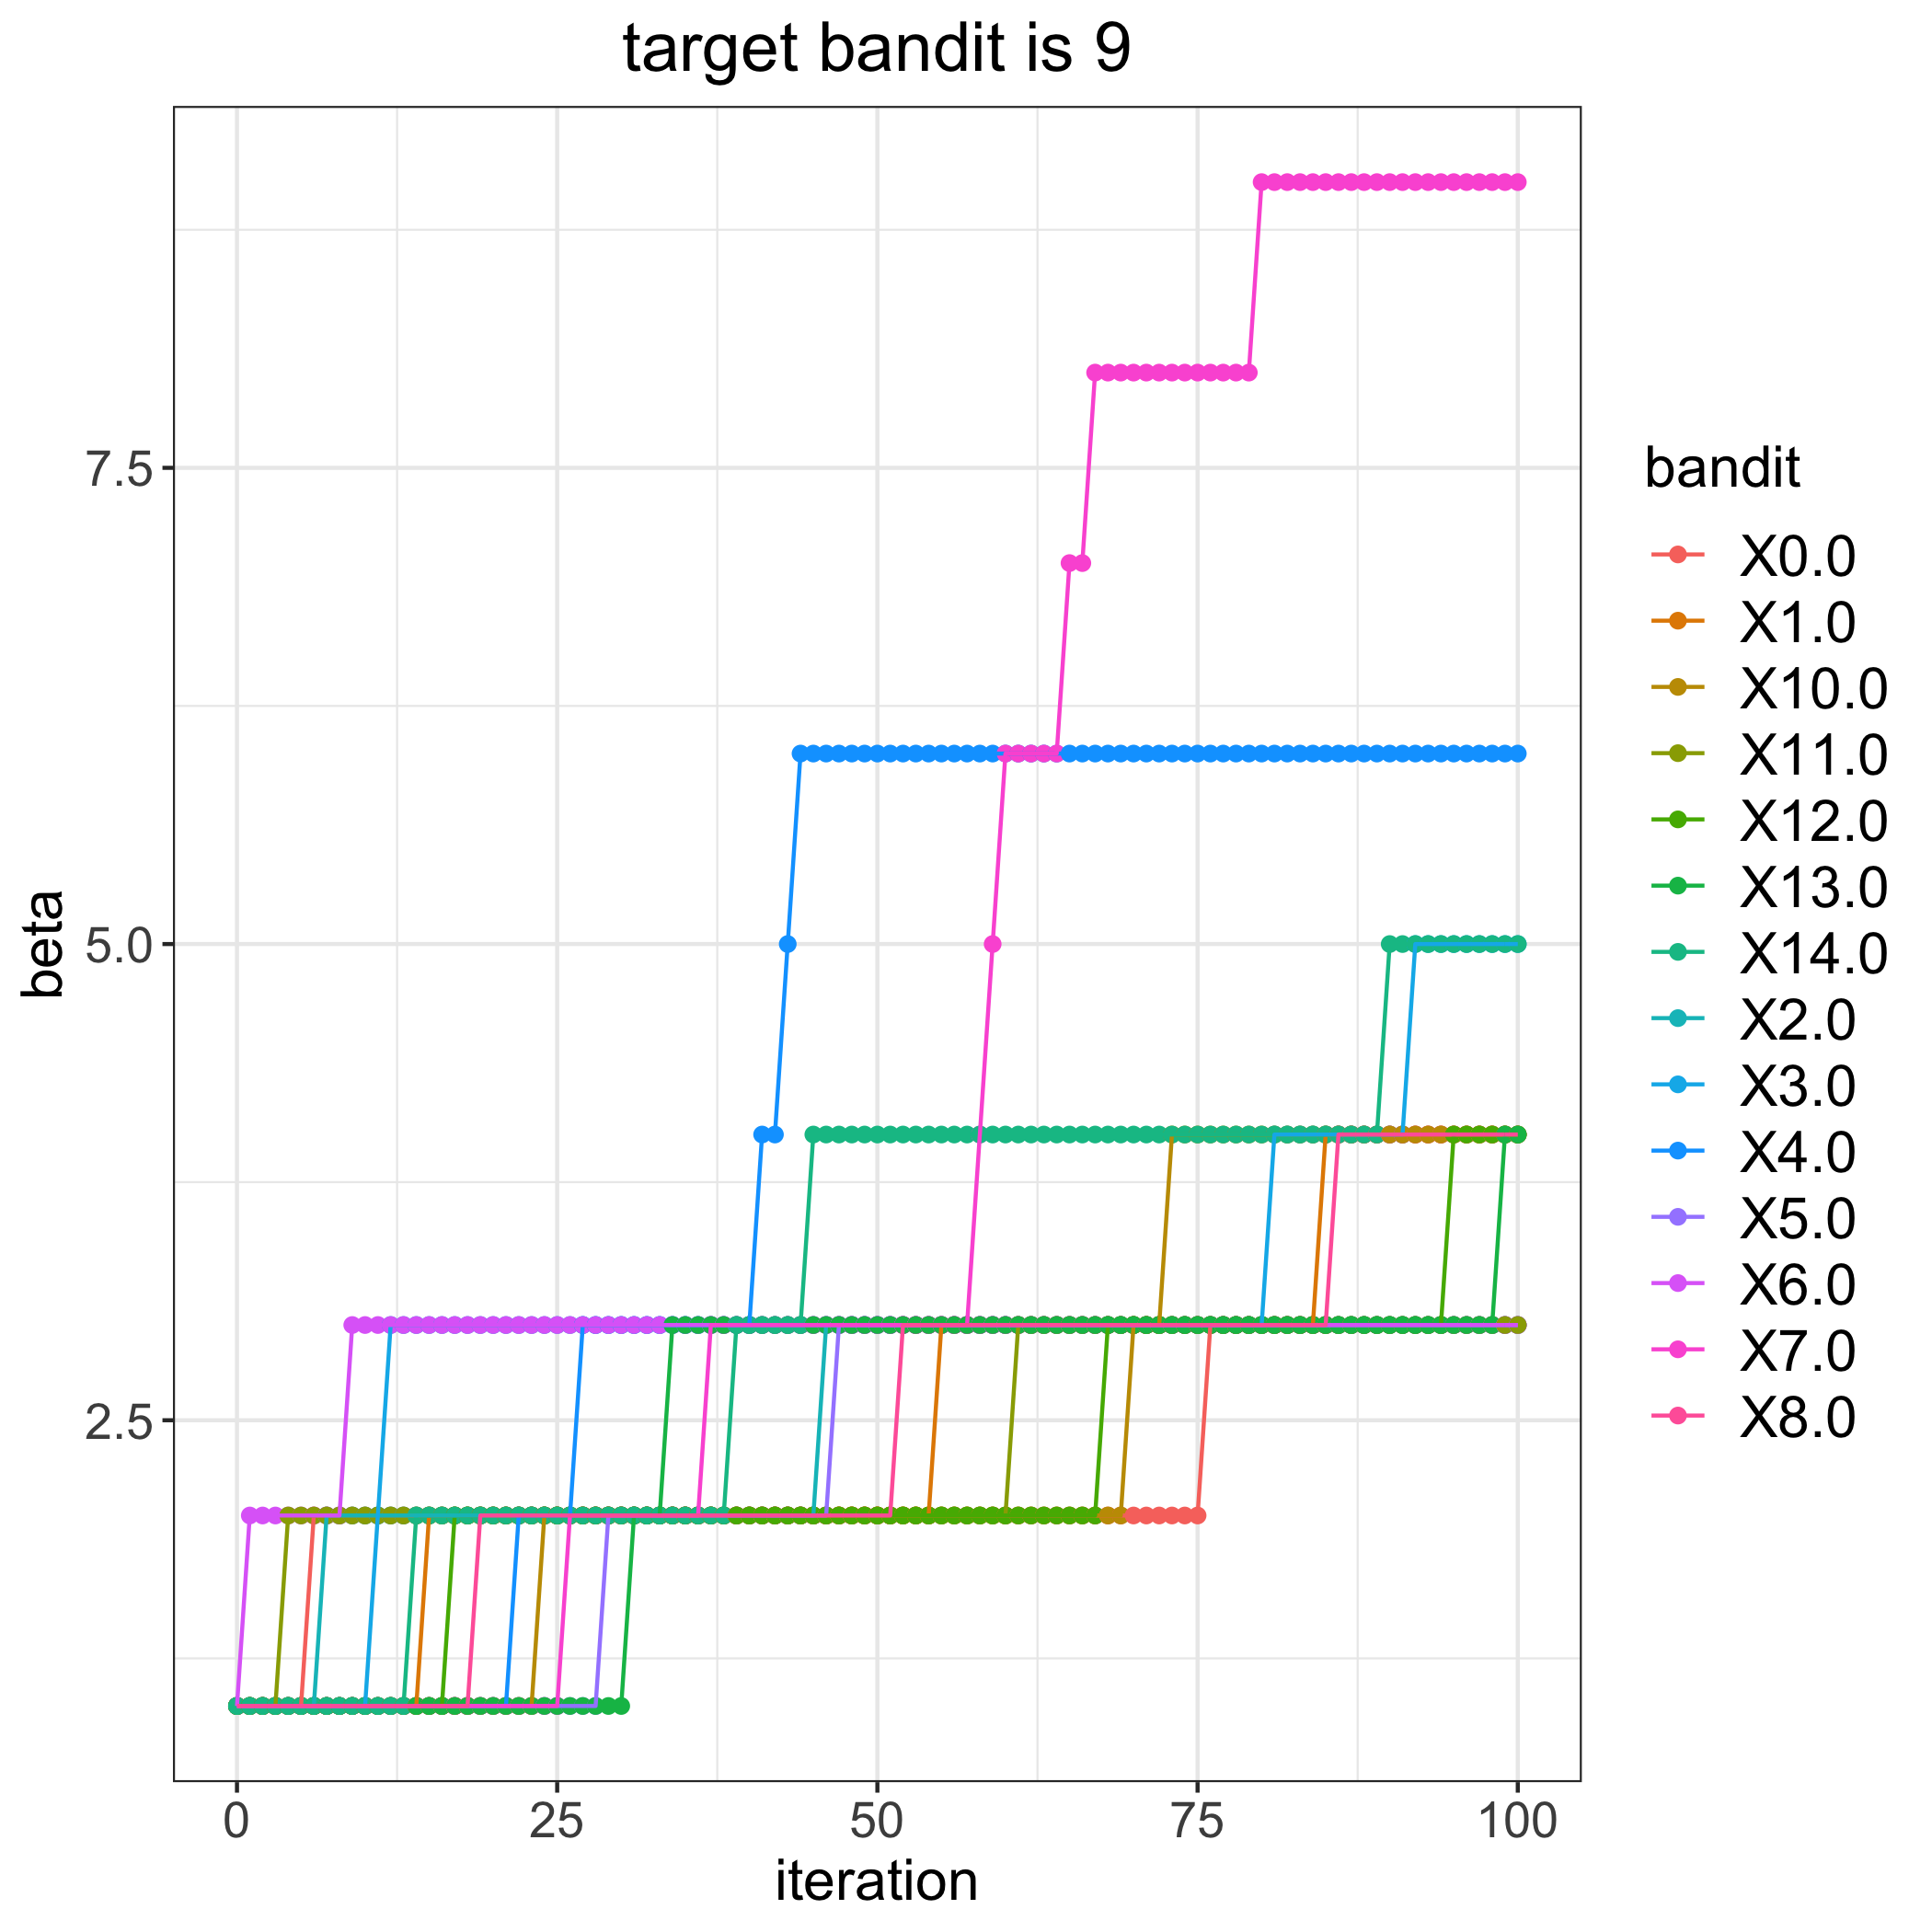 target bandit is 9
7.5
5.0
2.5
beta
0 25 50 75 100
iteration
bandit
X0.0
X1.0
X10.0
X11.0
X12.0
X13.0
X14.0
X2.0
X3.0
X4.0
X5.0
X6.0
X7.0
X8.0